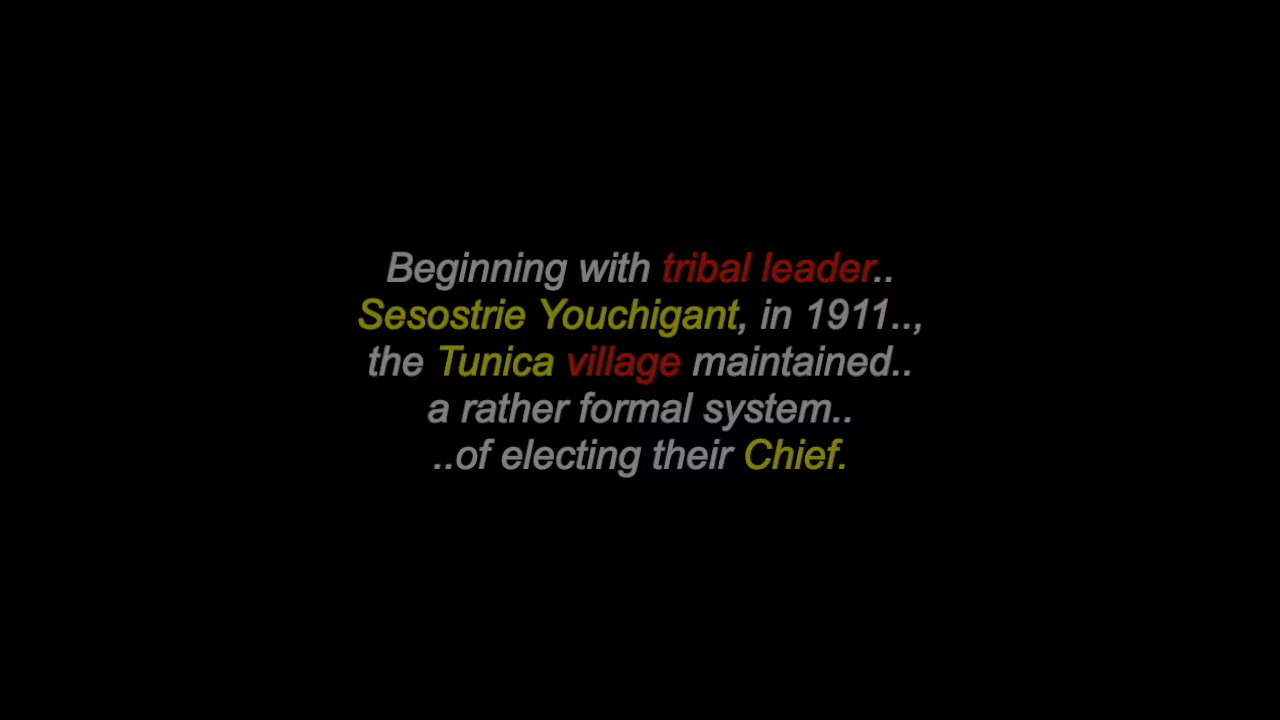 Beginning with tribal leader..
Sesostrie Youchigant, in 1911..,
the Tunica village maintained..
a rather formal system..
..of electing their Chief.